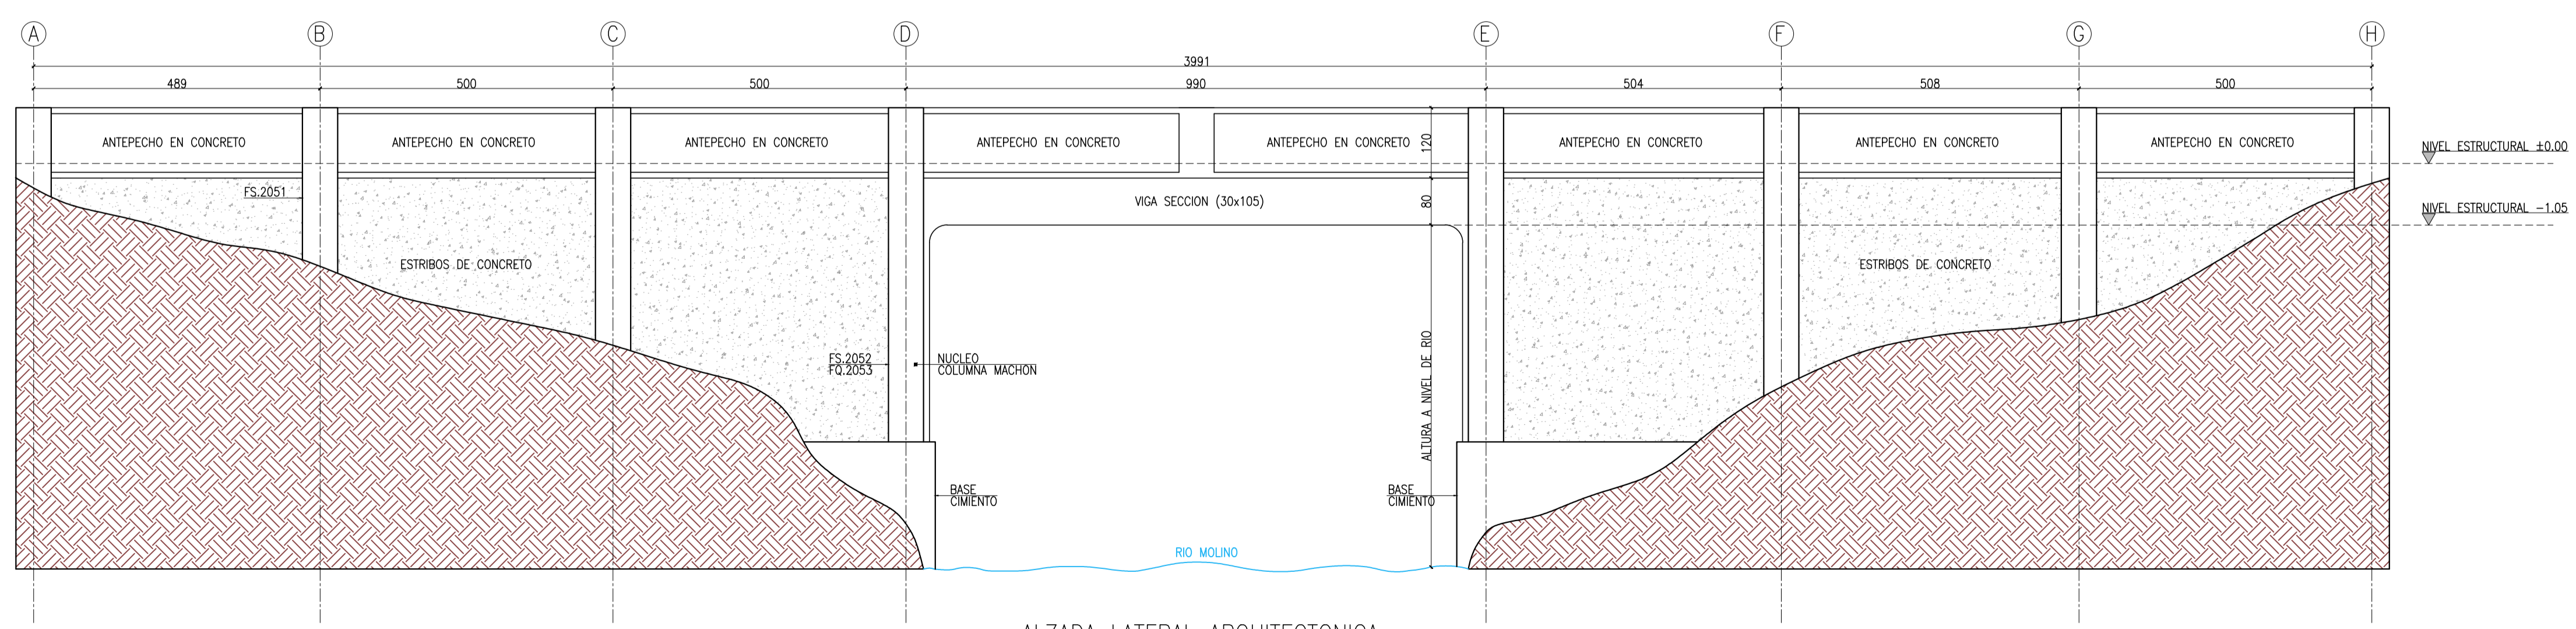 A
B
C
D
E
F
G
H
3991
489
500
500
990
504
508
500
ANTEPECHO EN CONCRETO
ANTEPECHO EN CONCRETO
ANTEPECHO EN CONCRETO
ANTEPECHO EN CONCRETO
ANTEPECHO EN CONCRETO
120
ANTEPECHO EN CONCRETO
ANTEPECHO EN CONCRETO
ANTEPECHO EN CONCRETO
NIVEL ESTRUCTURAL ±0.00
FS.2051
VIGA SECCION (30x105)
80
NIVEL ESTRUCTURAL -1.05
ESTRIBOS DE CONCRETO
ESTRIBOS DE CONCRETO
FS.2052
FQ.2053
NUCLEO
COLUMNA MACHON
ALTURA A NIVEL DE RIO
BASE
CIMIENTO
BASE
CIMIENTO
RIO MOLINO
ALZADA LATERAL ARQUITECTONICA